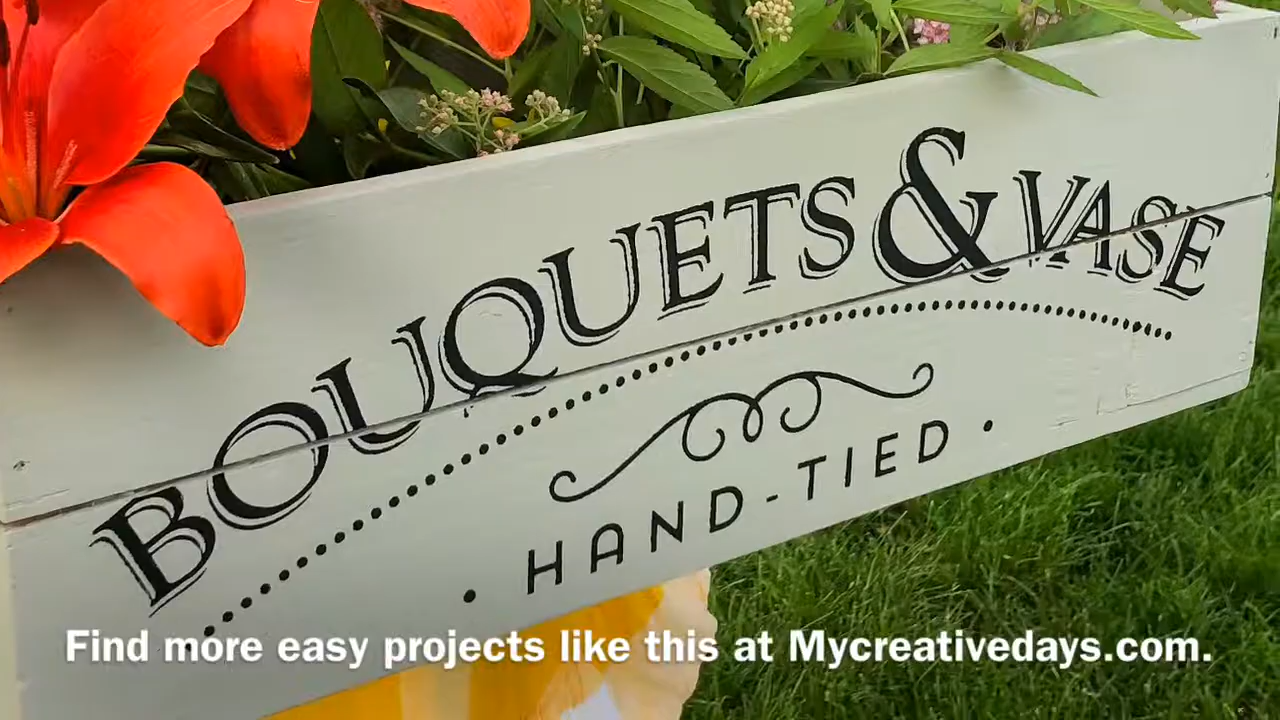 BOUQUETS & VASE
• HAND-TIED •
Find more easy projects like this at Mycreativedays.com.